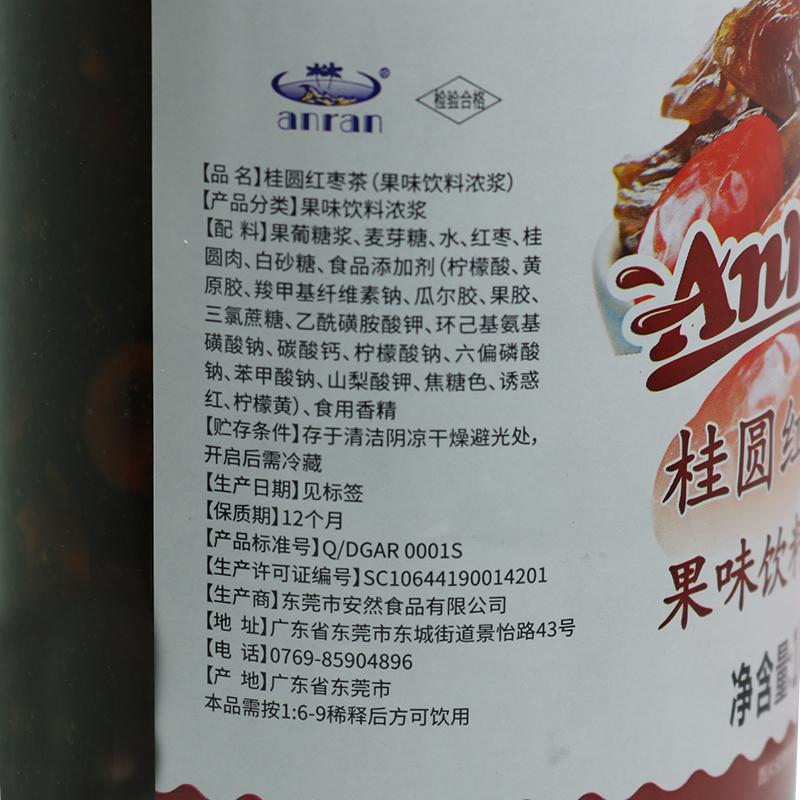 anran
®
检验合格
【品 名】桂圆红枣茶(果味饮料浓浆)
【产品分类】果味饮料浓浆
【配 料】果葡糖浆、麦芽糖、水、红枣、桂
圆肉、白砂糖、食品添加剂(柠檬酸、黄
原胶、羧甲基纤维素钠、瓜尔胶、果胶、
三氯蔗糖、乙酰磺胺酸钾、环己基氨基
磺酸钠、碳酸钙、柠檬酸钠、六偏磷酸
钠、苯甲酸钠、山梨酸钾、焦糖色、诱惑
红、柠檬黄)、食用香精
【贮存条件】存于清洁阴凉干燥避光处，
开启后需冷藏
【生产日期】见标签
【保质期】12个月
【产品标准号】Q/DGAR 0001S
【生产许可证编号】SC10644190014201
【生产商】东莞市安然食品有限公司
【地 址】广东省东莞市东城街道景怡路43号
【电 话】0769-85904896
【产 地】广东省东莞市
本品需按1:6-9稀释后方可饮用
An
桂圆红
果味饮料
净含量